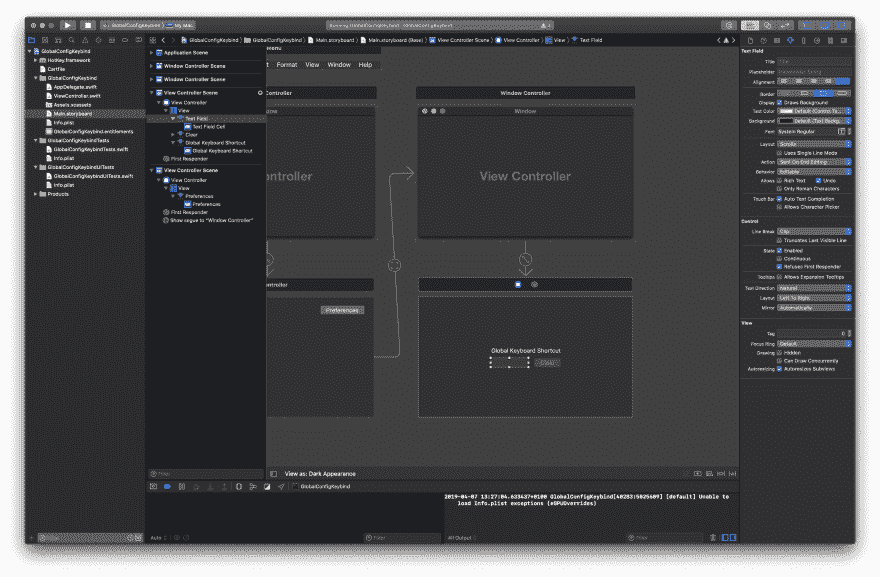 GlobalConfigKeybind
My Mac
Running GlobalConfigKeybind : GlobalConfigKeybind
GlobalConfigKeybind
HotKey.framework
Cartfile
GlobalConfigKeybind
AppDelegate.swift
ViewController.swift
Assets.xcassets
Main.storyboard
Info.plist
GlobalConfigKeybind.entitlements
GlobalConfigKeybindTests
GlobalConfigKeybindTests.swift
Info.plist
GlobalConfigKeybindUITests
GlobalConfigKeybindUITests.swift
Info.plist
Products
Filter
GlobalConfigKeybind
GlobalConfigKeybind
Main.storyboard
Main.storyboard (Base)
View Controller Scene
View Controller
View
Text Field
Application Scene
Window Controller Scene
Window Controller Scene
View Controller Scene
View Controller
View
Text Field
Text Field Cell
Clear
Global Keyboard Shortcut
Global Keyboard Shortcut
First Responder
View Controller Scene
View Controller
View
Preferences
Preferences
First Responder
Show segue to "Window Controller"
Filter
Menu
Format View Window Help
Controller
Window Controller
Window
Controller
View Controller
Preferences
Global Keyboard Shortcut
Clear
View as: Dark Appearance
GlobalConfigKeybind
2019-04-07 13:27:04.633437+0100 GlobalConfigKeybind[40283:5025609] [default] Unable to
load Info.plist exceptions (eGPUOverrides)
Auto
Filter
All Output
Filter
Text Field
Title
Placeholder
Alignment
Border
Display Draws Background
Text Color Default (Control Te...
Background Default (Text Backg...
Font System Regular
Layout Scrolls
Uses Single Line Mode
Action Sent On End Editing
Behavior Editable
Allows Rich Text Undo
Only Roman Characters
Touch Bar Auto Text Completion
Allows Character Picker
Control
Line Break Clip
Truncates Last Visible Line
State Enabled
Continuous
Refuses First Responder
Tooltips Allows Expansion Tooltips
Text Direction Natural
Layout Left To Right
Mirror Automatically
View
Tag 0
Focus Ring Default
Drawing Hidden
Can Draw Concurrently
Autoresizing Autoresizes Subviews